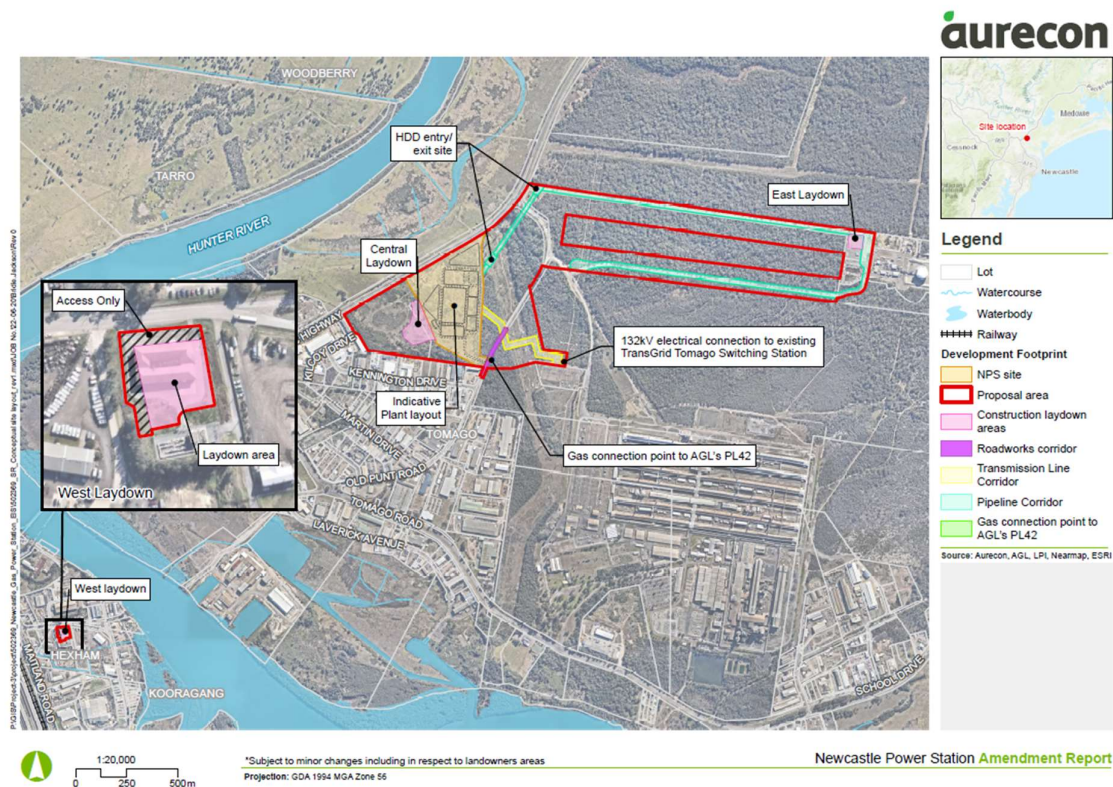 aurecon
WOODBERRY
TARRO
HUNTER RIVER
HDD entry/
exit site
East Laydown
Central
Laydown
Access Only
Laydown area
West Laydown
HIGHWAY
KILCOY DRIVE
KENNINGTON DRIVE
Indicative
Plant layout
MARTIN DRIVE
TOMAGO
OLD PUNT ROAD
TOMAGO ROAD
LAVERICK AVENUE
132kV electrical connection to existing
TransGrid Tomago Switching Station
Gas connection point to AGL's PL42
West laydown
HEXHAM
MAITLAND ROAD
KOORAGANG
SCHOOL DRIVE
Site location
Medowie
Cessnock
Newcastle
Legend
Lot
Watercourse
Waterbody
Railway
Development Footprint
NPS site
Proposal area
Construction laydown
areas
Roadworks corridor
Transmission Line
Corridor
Pipeline Corridor
Gas connection point to
AGL's PL42
Source: Aurecon, AGL, LPI, Nearmap, ESRI
1:20,000
0 250 500m
*Subject to minor changes including in respect to landowners areas
Projection: GDA 1994 MGA Zone 56
Newcastle Power Station Amendment Report